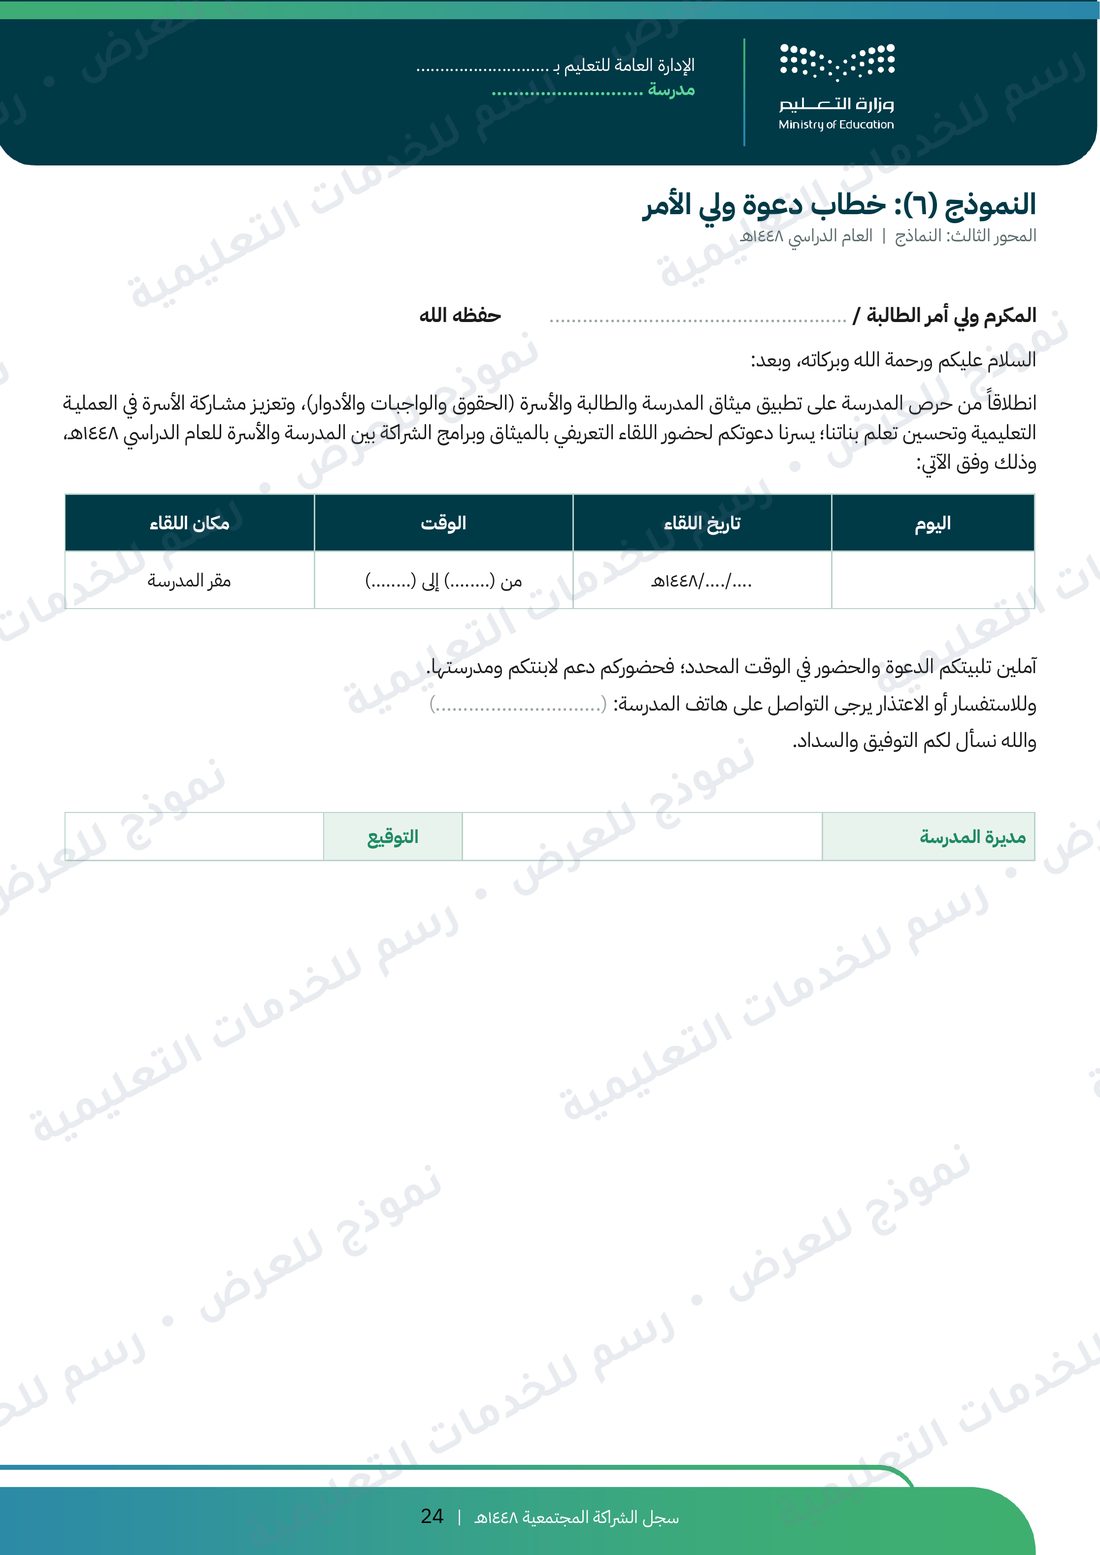 وزارة التعليم
Ministry of Education
الإدارة العامة للتعليم بـ ............................
مدرسة ............................
النموذج (٦): خطاب دعوة ولي الأمر
المحور الثالث: النماذج | العام الدراسي ١٤٤٨هـ
المكرم ولي أمر الطالبة / ...................................................... حفظه الله
السلام عليكم ورحمة الله وبركاته، وبعد:
انطلاقاً من حرص المدرسة على تطبيق ميثاق المدرسة والطالبة والأسرة (الحقوق والواجبات والأدوار)، وتعزيز مشاركة الأسرة في العملية
التعليمية وتحسين تعلم بناتنا؛ يسرنا دعوتكم لحضور اللقاء التعريفي بالميثاق وبرامج الشراكة بين المدرسة والأسرة للعام الدراسي ١٤٤٨هـ،
وذلك وفق الآتي:
اليوم تاريخ اللقاء الوقت مكان اللقاء
..../..../١٤٤٨هـ من (........) إلى (........) مقر المدرسة
آملين تلبيتكم الدعوة والحضور في الوقت المحدد؛ فحضوركم دعم لابنتكم ومدرستها.
وللاستفسار أو الاعتذار يرجى التواصل على هاتف المدرسة: (............................)
والله نسأل لكم التوفيق والسداد.
مديرة المدرسة التوقيع
سجل الشراكة المجتمعية ١٤٤٨هـ | 24
نموذج للعرض • رسم للخدمات التعليمية